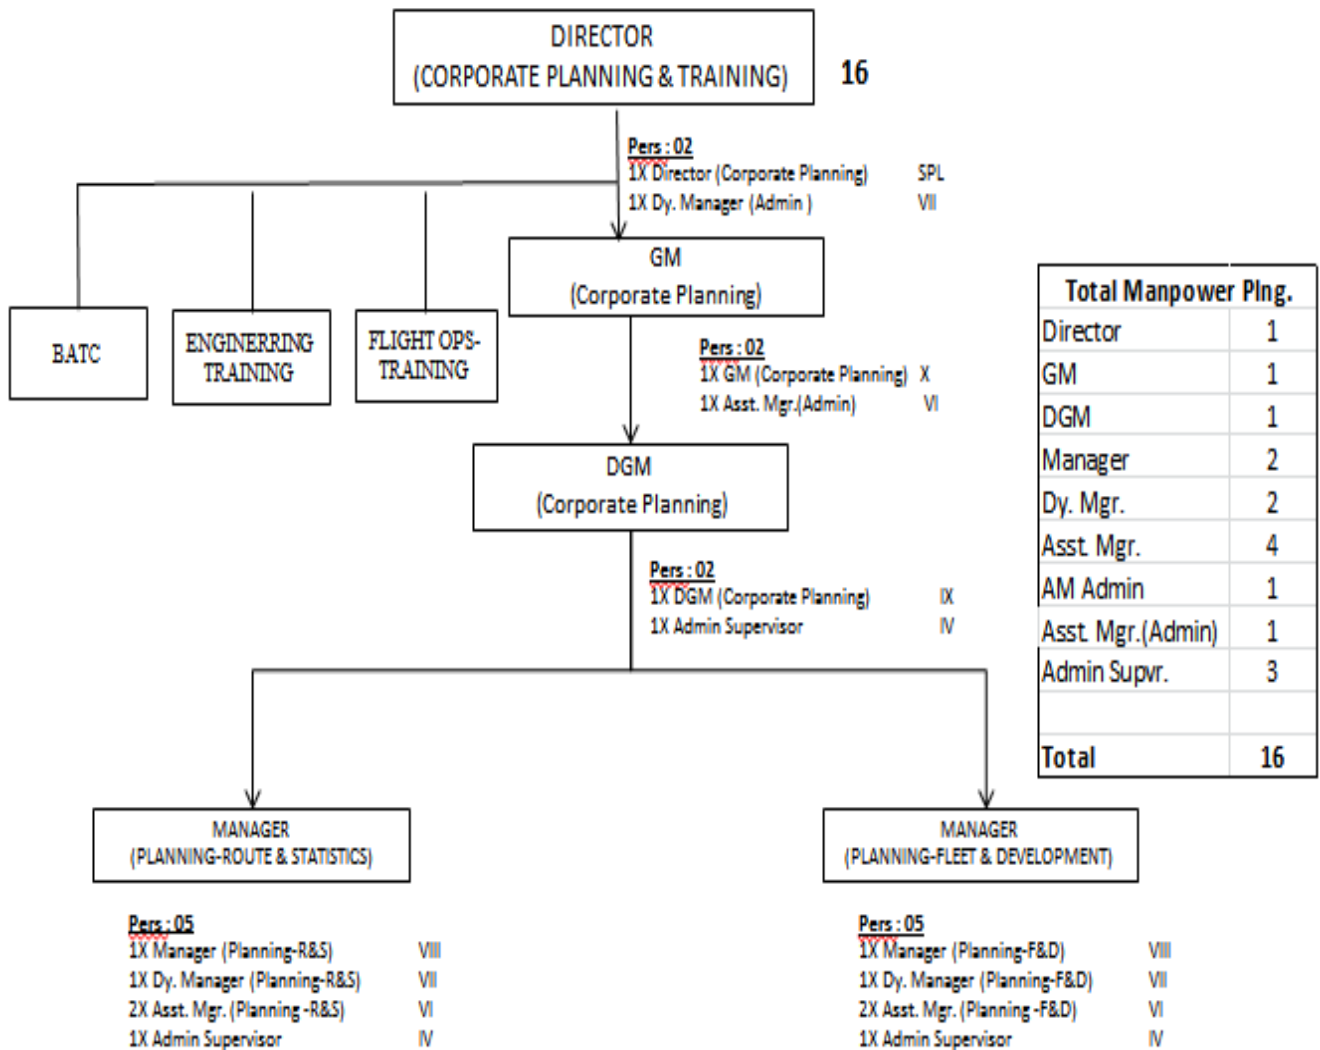 DIRECTOR
(CORPORATE PLANNING & TRAINING)
16
Pers : 02
1X Director (Corporate Planning) SPL
1X Dy. Manager (Admin ) VII
GM
(Corporate Planning)
BATC
ENGINERRING
TRAINING
FLIGHT OPS-
TRAINING
Pers : 02
1X GM (Corporate Planning) X
1X Asst. Mgr.(Admin) VI
DGM
(Corporate Planning)
Pers : 02
1X DGM (Corporate Planning) IX
1X Admin Supervisor IV
Total Manpower Plng.
Director 1
GM 1
DGM 1
Manager 2
Dy. Mgr. 2
Asst. Mgr. 4
AM Admin 1
Asst. Mgr.(Admin) 1
Admin Supvr. 3
Total 16
MANAGER
(PLANNING-ROUTE & STATISTICS)
Pers : 05
1X Manager (Planning-R&S) VIII
1X Dy. Manager (Planning-R&S) VII
2X Asst. Mgr. (Planning -R&S) VI
1X Admin Supervisor IV
MANAGER
(PLANNING-FLEET & DEVELOPMENT)
Pers : 05
1X Manager (Planning-F&D) VIII
1X Dy. Manager (Planning-F&D) VII
2X Asst. Mgr. (Planning -F&D) VI
1X Admin Supervisor IV